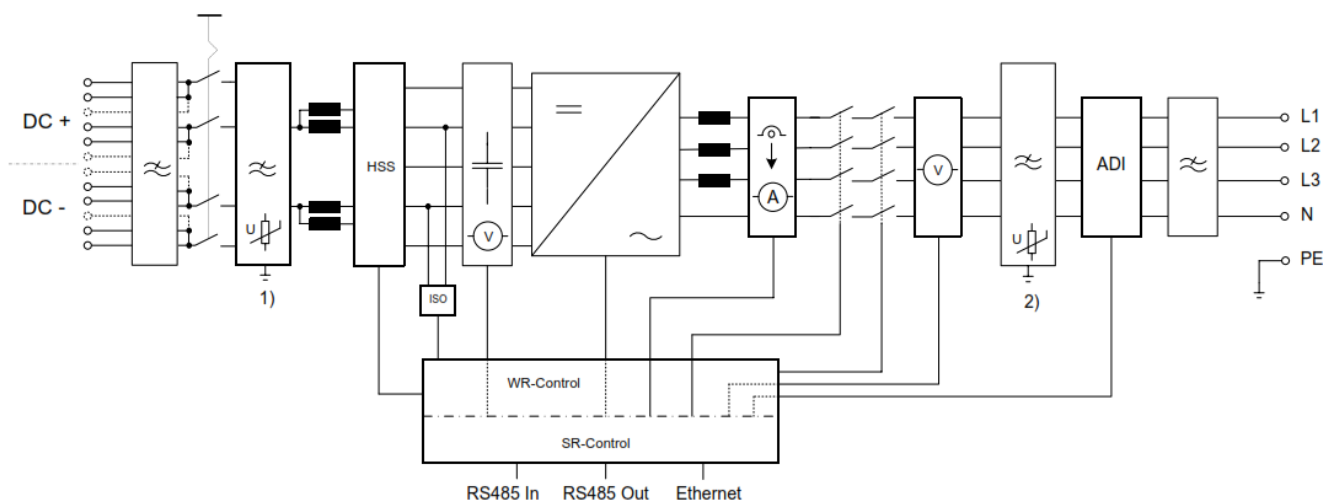 DC +
DC -
U
1)
HSS
ISO
V
A
V
U
2)
ADI
L1
L2
L3
N
PE
WR-Control
SR-Control
RS485 In
RS485 Out
Ethernet